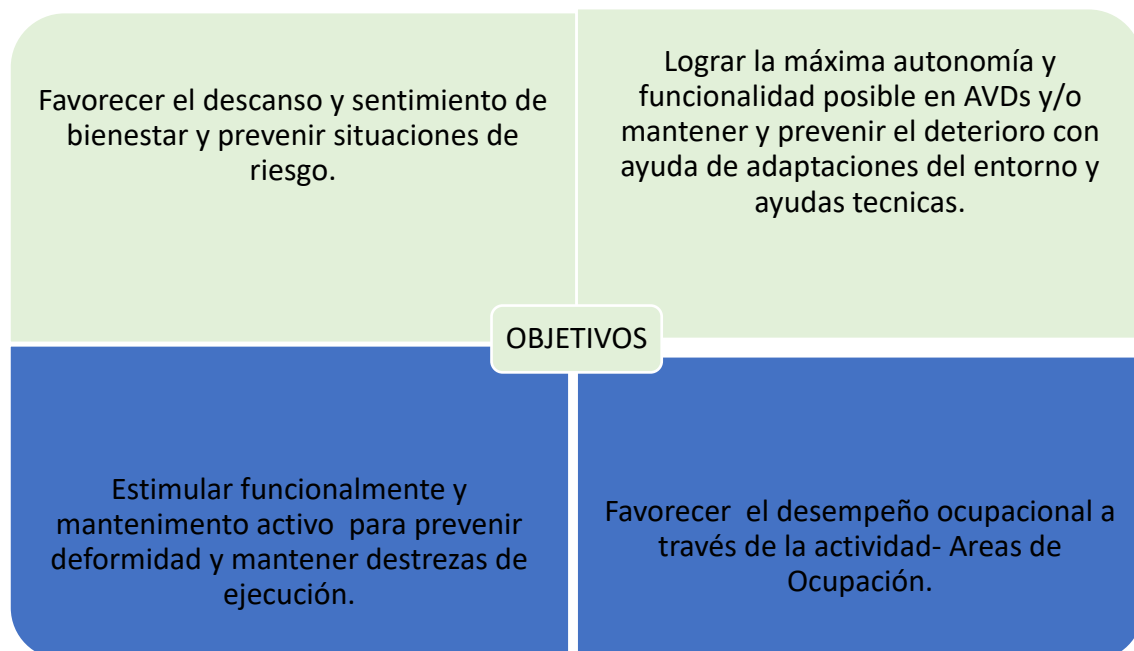 Favorecer el descanso y sentimiento de
bienestar y prevenir situaciones de
riesgo.
Lograr la máxima autonomía y
funcionalidad posible en AVDs y/o
mantener y prevenir el deterioro con
ayuda de adaptaciones del entorno y
ayudas tecnicas.
OBJETIVOS
Estimular funcionalmente y
mantenimento activo  para prevenir
deformidad y mantener destrezas de
ejecución.
Favorecer  el desempeño ocupacional a
través de la actividad- Areas de
Ocupación.